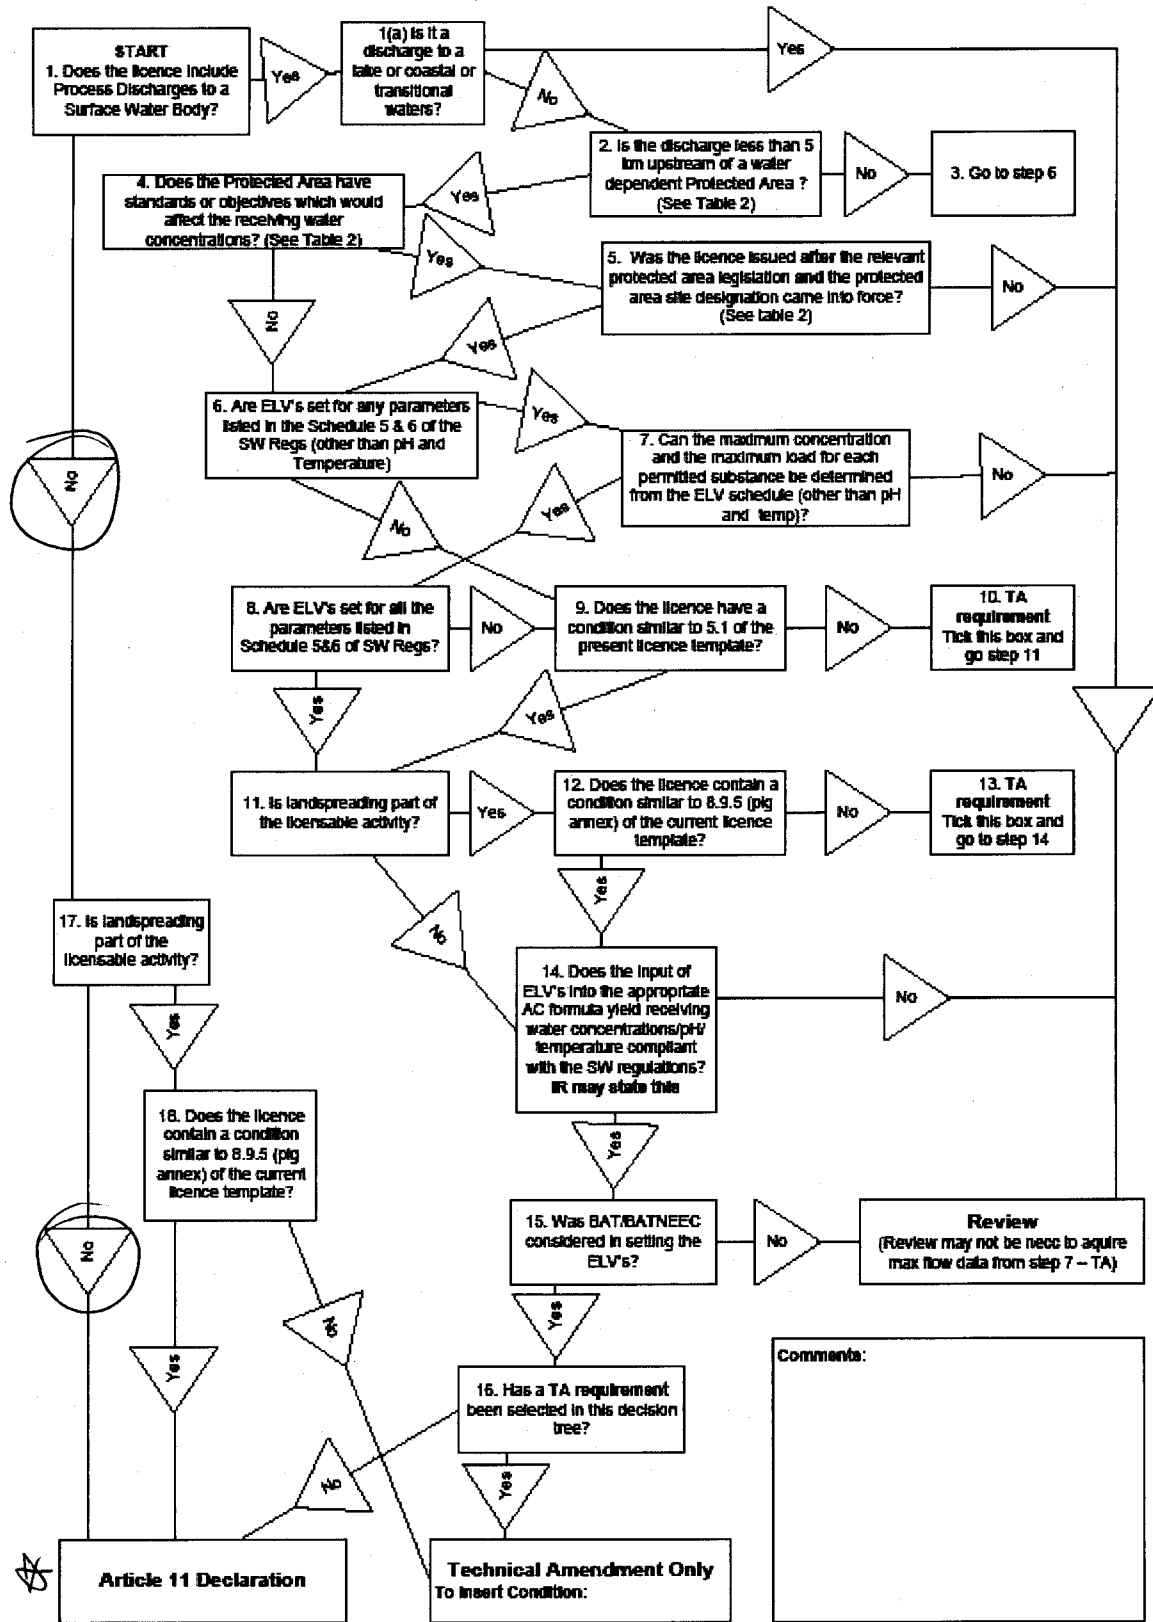 START
1. Does the licence include
Process Discharges to a
Surface Water Body?
Yes
1(a) Is it a
discharge to a
lake or coastal or
transitional
waters?
Yes
No
2. Is the discharge less than 5
km upstream of a water
dependent Protected Area ?
(See Table 2)
No
3. Go to step 6
Yes
4. Does the Protected Area have
standards or objectives which would
affect the receiving water
concentrations? (See Table 2)
Yes
5. Was the licence issued after the relevant
protected area legislation and the protected
area site designation came into force?
(See table 2)
No
No
Yes
6. Are ELV's set for any parameters
listed in the Schedule 5 & 6 of the
SW Regs (other than pH and
Temperature)
Yes
7. Can the maximum concentration
and the maximum load for each
permitted substance be determined
from the ELV schedule (other than pH
and temp)?
No
No
No
Yes
8. Are ELV's set for all the
parameters listed in
Schedule 5&6 of SW Regs?
No
9. Does the licence have a
condition similar to 5.1 of the
present licence template?
No
10. TA
requirement
Tick this box and
go step 11
Yes
Yes
11. Is landspreading part of
the licensable activity?
Yes
12. Does the licence contain a
condition similar to 8.9.5 (pig
annex) of the current licence
template?
No
13. TA
requirement
Tick this box and
go to step 14
No
Yes
17. Is landspreading
part of the
licensable activity?
14. Does the input of
ELV's into the appropriate
AC formula yield receiving
water concentrations/pH/
temperature compliant
with the SW regulations?
IR may state this
No
Yes
18. Does the licence
contain a condition
similar to 8.9.5 (pig
annex) of the current
licence template?
Yes
15. Was BAT/BATNEEC
considered in setting the
ELV's?
No
Review
(Review may not be necc to aquire
max flow data from step 7 – TA)
No
No
Yes
Yes
Comments:
16. Has a TA requirement
been selected in this decision
tree?
No
Yes
Article 11 Declaration
Technical Amendment Only
To Insert Condition: